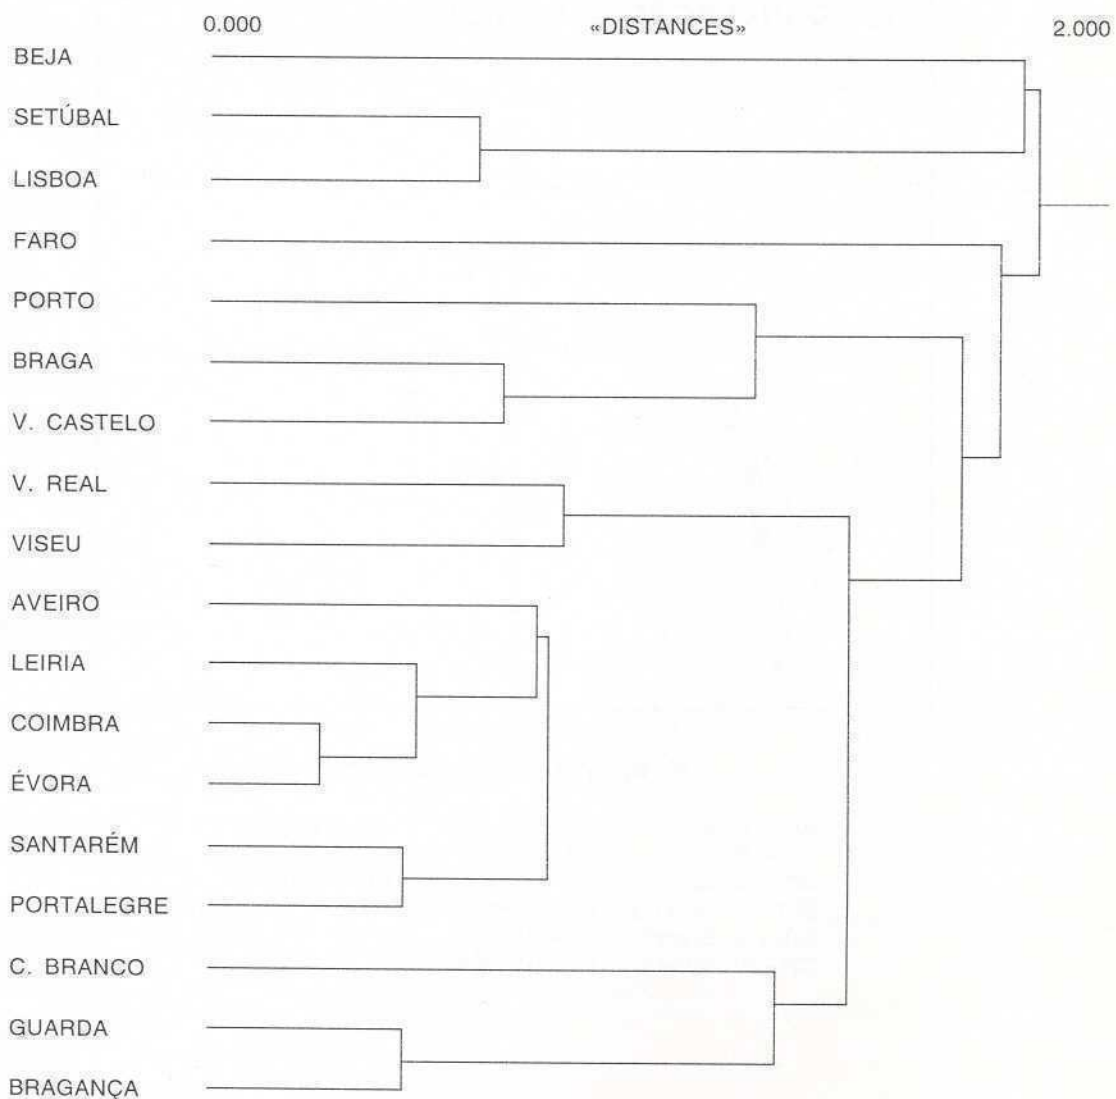 0.000 «DISTANCES» 2.000
BEJA
SETÚBAL
LISBOA
FARO
PORTO
BRAGA
V. CASTELO
V. REAL
VISEU
AVEIRO
LEIRIA
COIMBRA
ÉVORA
SANTARÉM
PORTALEGRE
C. BRANCO
GUARDA
BRAGANÇA